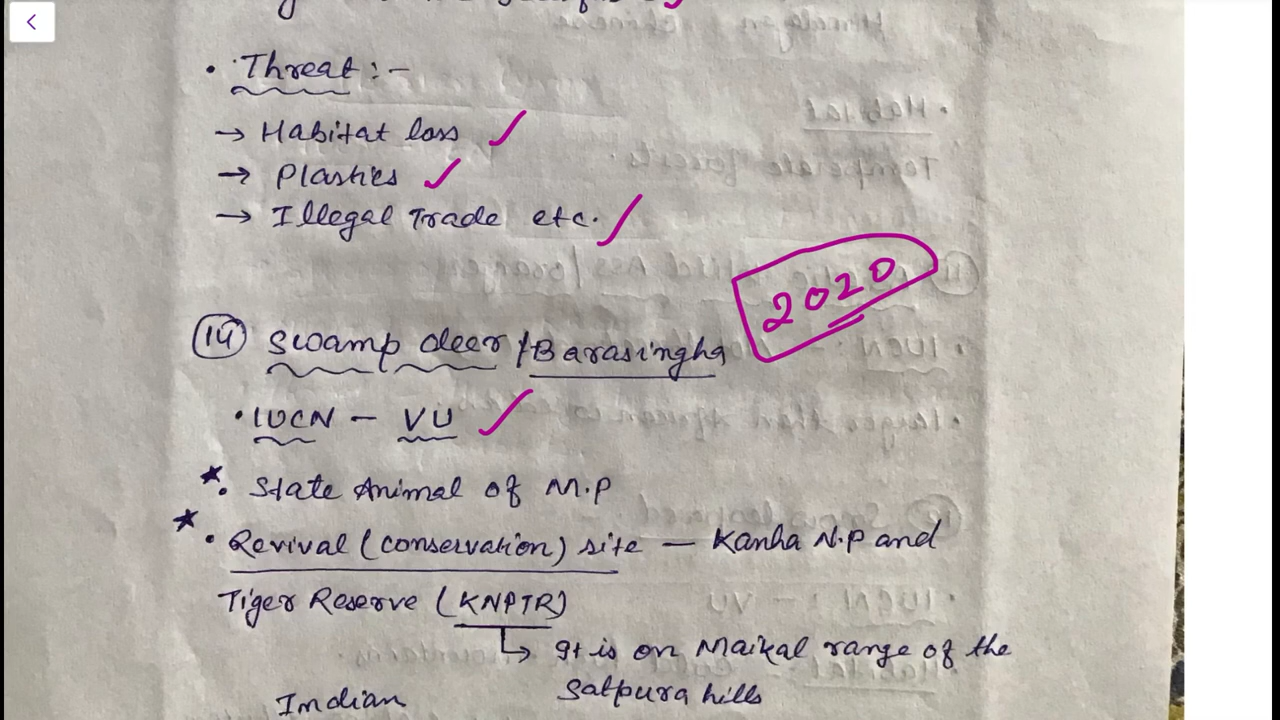 • Threat :-
→ Habitat loss ✓
→ Plastics ✓
→ Illegal Trade etc. ✓
2020
⑭ Swamp deer / Barasingha
• IUCN - VU ✓
★ • State Animal of M.P
★ • Revival (conservation) site - Kanha N.P and
Tiger Reserve (KNPTR)
↳ It is on Maikal range of the
Satpura hills
Indian